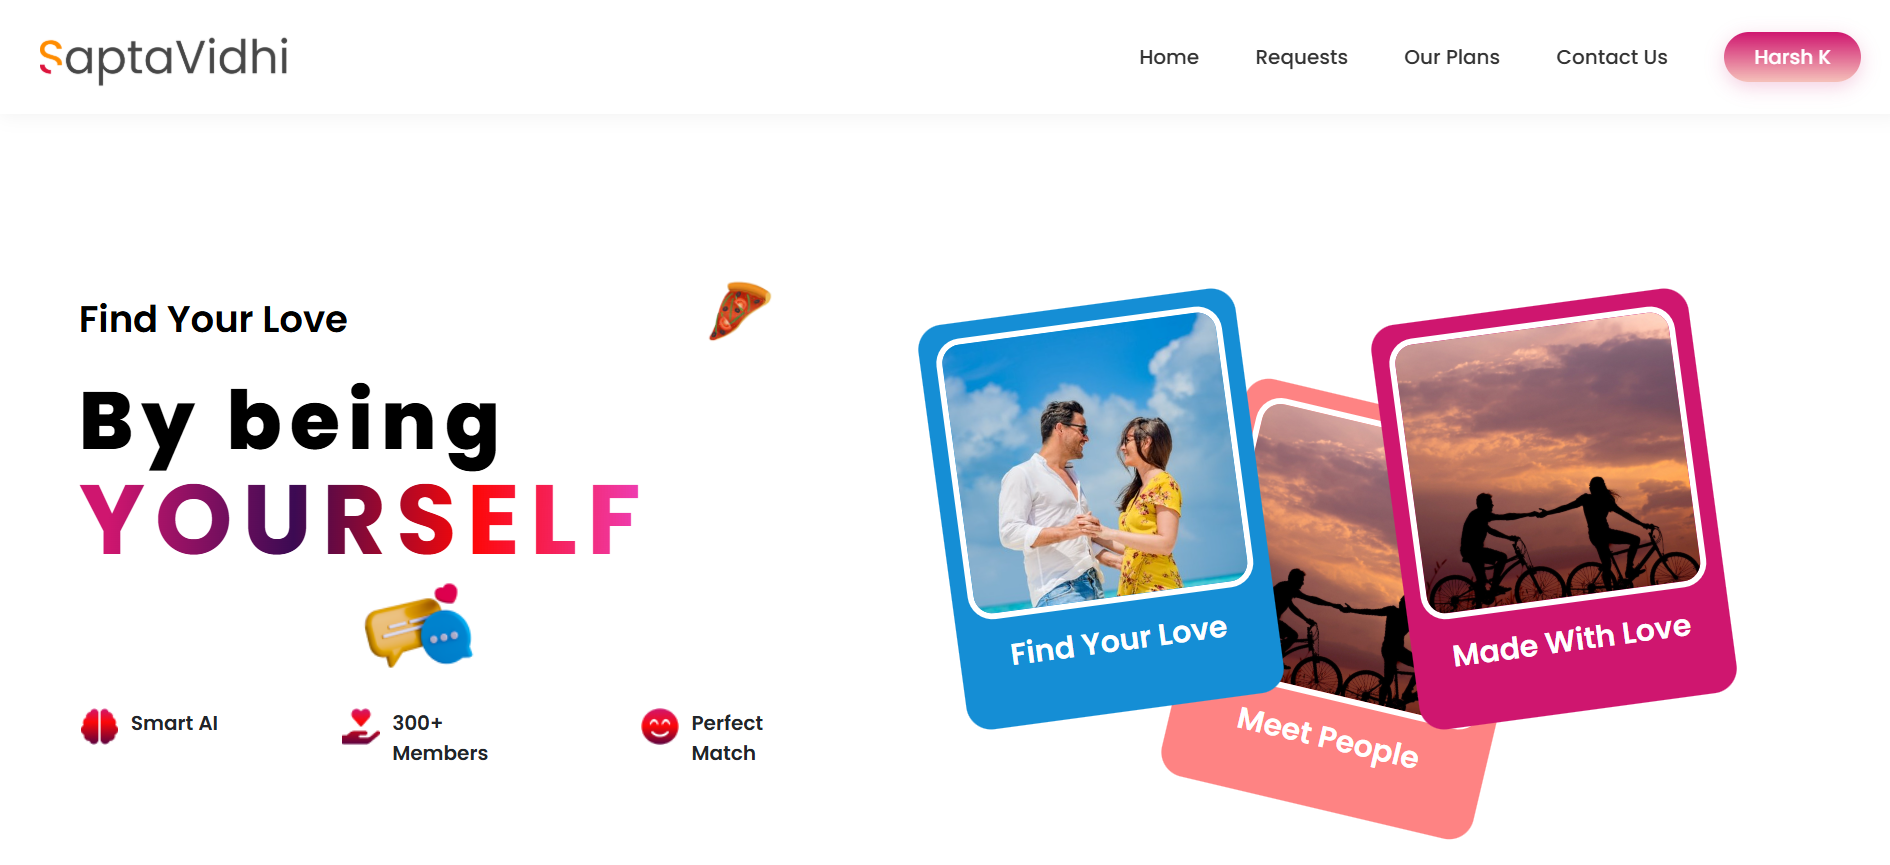 SaptaVidhi
Home
Requests
Our Plans
Contact Us
Harsh K
Find Your Love
By being
YOURSELF
Smart AI
300+
Members
Perfect
Match
Find Your Love
Meet People
Made With Love